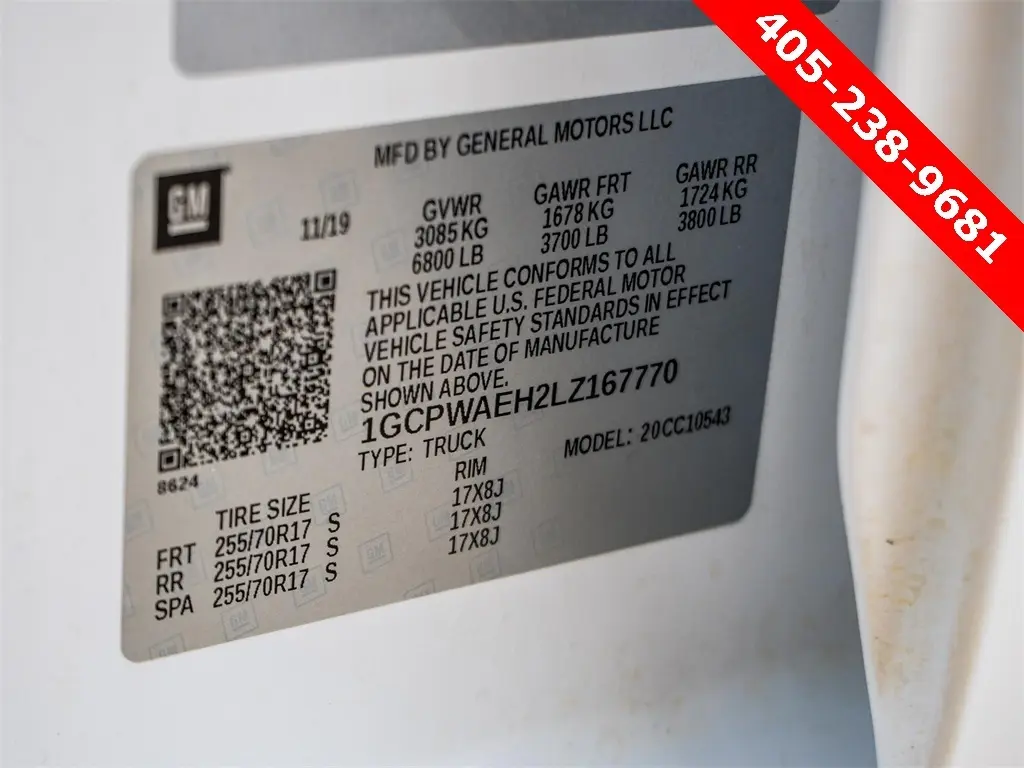 405-238-9681
MFD BY GENERAL MOTORS LLC
GM
11/19
GVWR GAWR FRT GAWR RR
3085 KG 1678 KG 1724 KG
6800 LB 3700 LB 3800 LB
THIS VEHICLE CONFORMS TO ALL
APPLICABLE U.S. FEDERAL MOTOR
VEHICLE SAFETY STANDARDS IN EFFECT
ON THE DATE OF MANUFACTURE
SHOWN ABOVE.
1GCPWAEH2LZ167770
TYPE: TRUCK MODEL: 20CC10543
8624
TIRE SIZE RIM
FRT 255/70R17 S 17X8J
RR 255/70R17 S 17X8J
SPA 255/70R17 S 17X8J